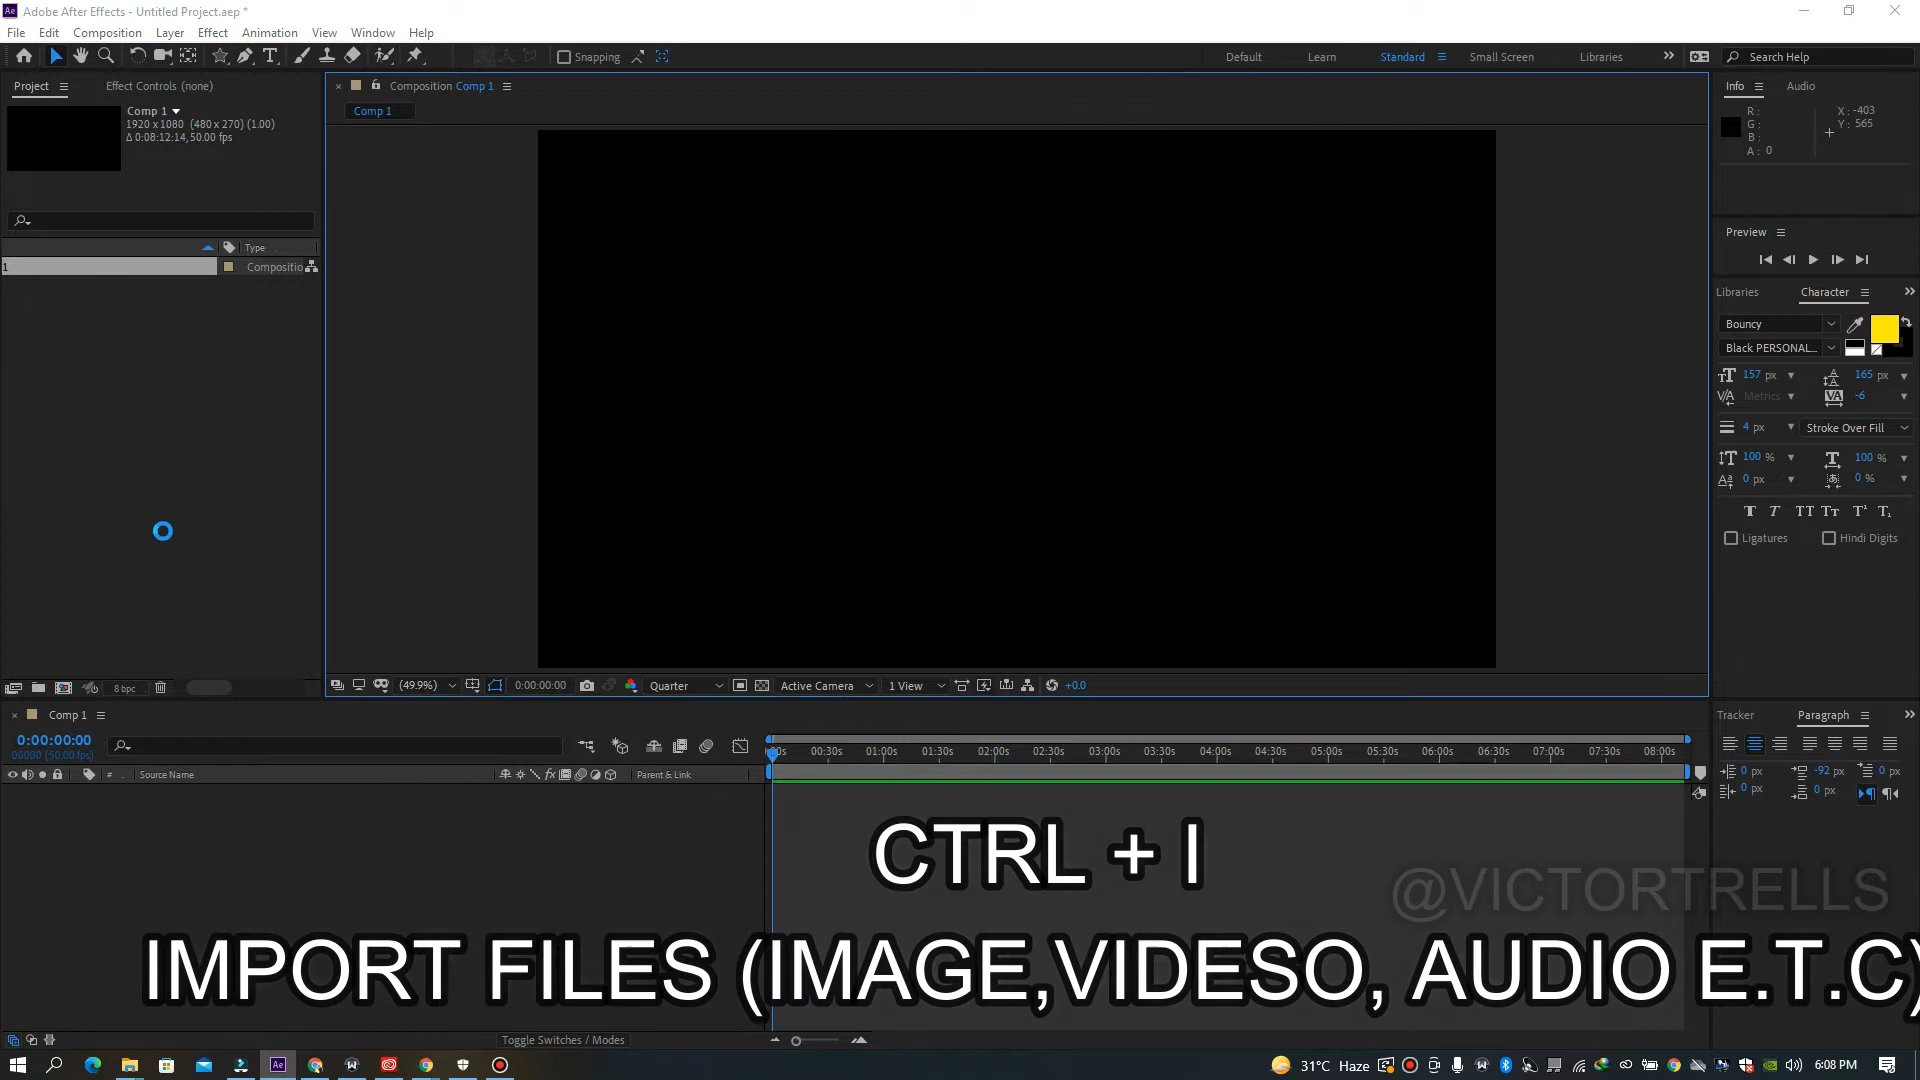 Adobe After Effects - Untitled Project.aep *
File Edit Composition Layer Effect Animation View Window Help
Snapping
Default Learn Standard Small Screen Libraries
Search Help
Project Effect Controls (none)
Comp 1
1920 x 1080 (480 x 270) (1.00)
Δ 0:08:12:14, 50.00 fps
Type
1 Compositio
8 bpc
Composition Comp 1
Comp 1
(49.9%) 0:00:00:00 Quarter Active Camera 1 View +0.0
Info Audio
R:
G:
B:
A: 0
X: -403
Y: 565
Preview
Libraries Character
Bouncy
Black PERSONAL...
157 px 165 px
Metrics -6
4 px Stroke Over Fill
100 % 100 %
0 px 0 %
Ligatures Hindi Digits
Comp 1
0:00:00:00
00000 (50.00 fps)
# Source Name Parent & Link
00:30s 01:00s 01:30s 02:00s 02:30s 03:00s 03:30s 04:00s 04:30s 05:00s 05:30s 06:00s 06:30s 07:00s 07:30s 08:00s
Tracker Paragraph
0 px -92 px 0 px
0 px 0 px
CTRL + I
@VICTORTRELLS
IMPORT FILES (IMAGE,VIDESO, AUDIO E.T.C)
Toggle Switches / Modes
31°C Haze 6:08 PM